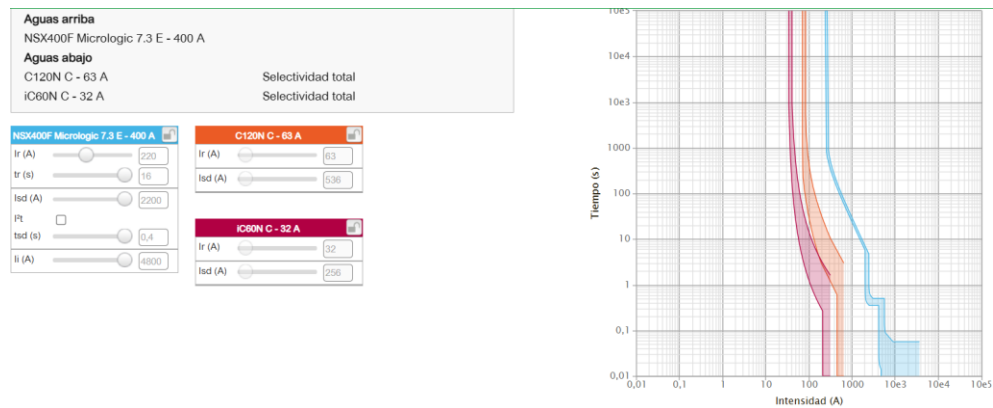 Aguas arriba
NSX400F Micrologic 7.3 E - 400 A
Aguas abajo
C120N C - 63 A Selectividad total
iC60N C - 32 A Selectividad total
NSX400F Micrologic 7.3 E - 400 A
Ir (A) 220
tr (s) 16
Isd (A) 2200
I²t
tsd (s) 0,4
Ii (A) 4800
C120N C - 63 A
Ir (A) 63
Isd (A) 536
iC60N C - 32 A
Ir (A) 32
Isd (A) 256
Tiempo (s)
10e5
10e4
10e3
1000
100
10
1
0,1
0,01
0,01 0,1 1 10 100 1000 10e3 10e4 10e5
Intensidad (A)